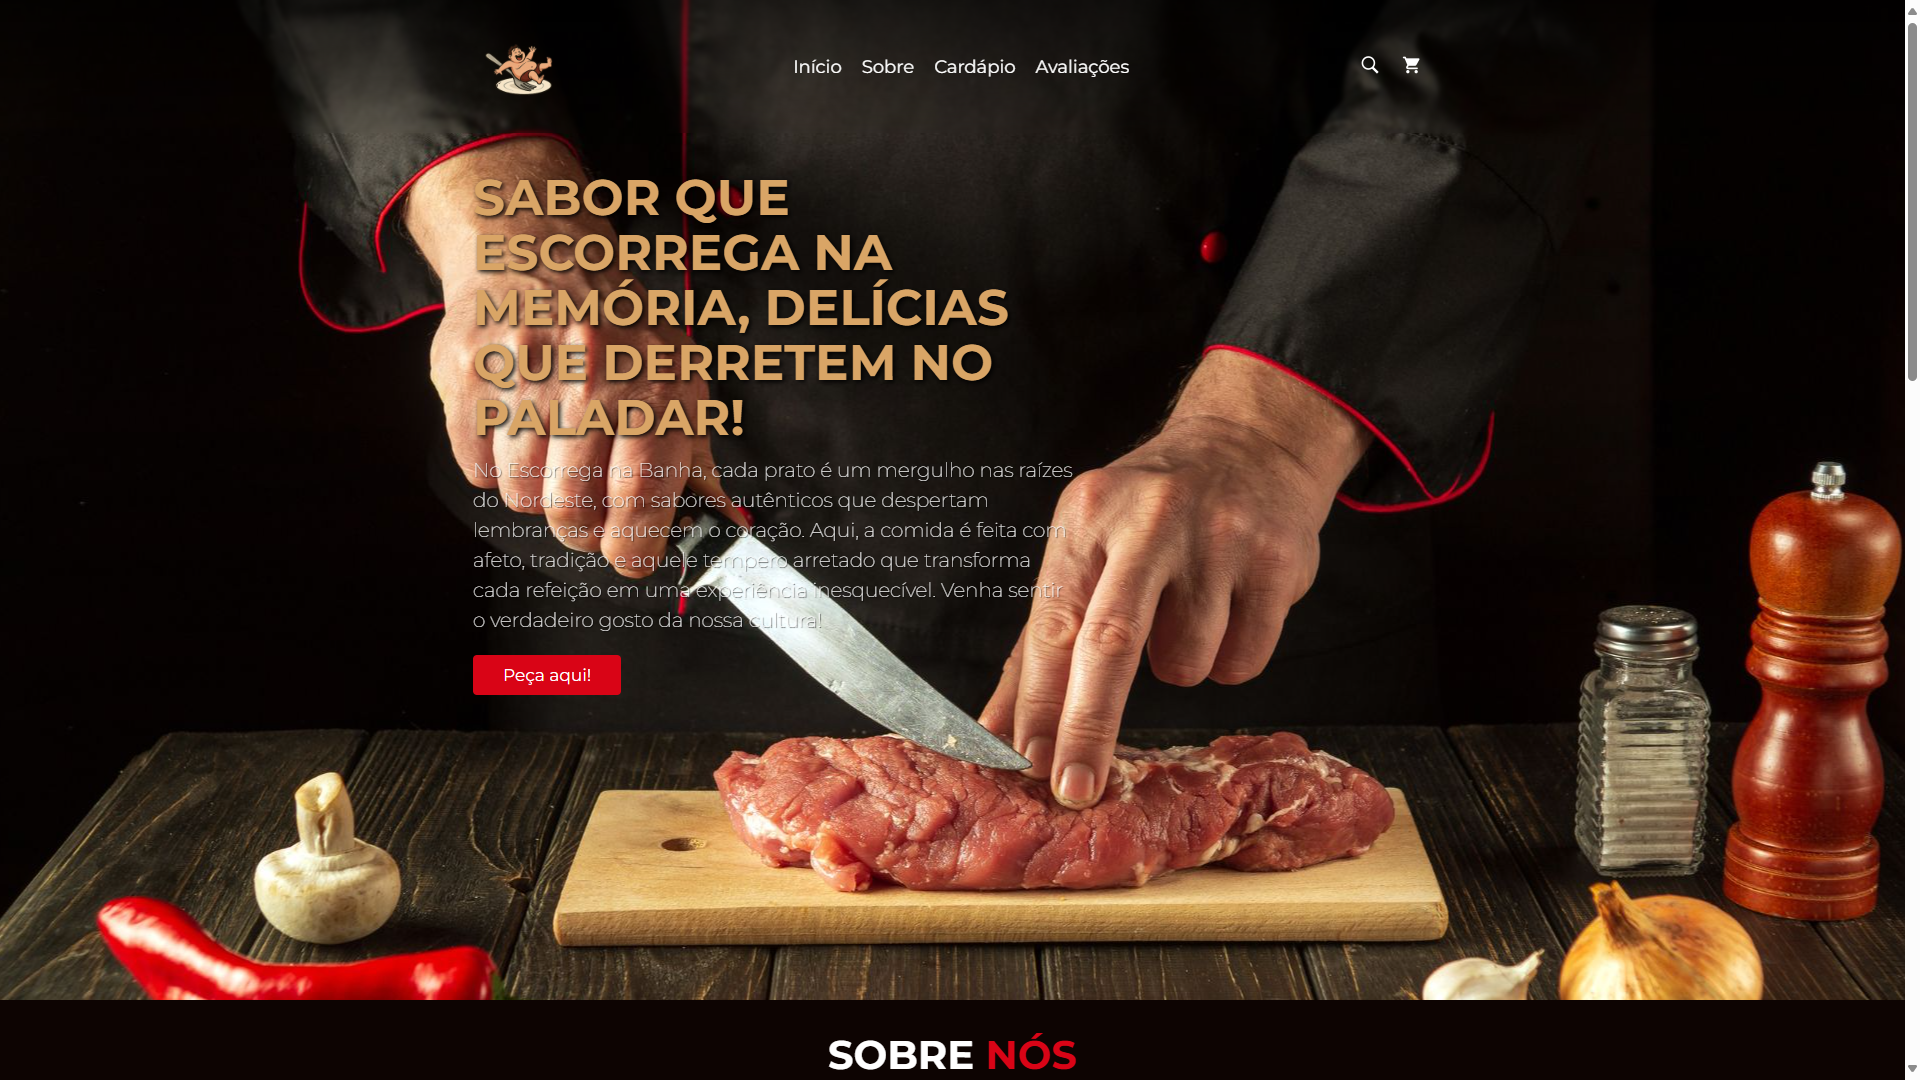 Início Sobre Cardápio Avaliações
SABOR QUE
ESCORREGA NA
MEMÓRIA, DELÍCIAS
QUE DERRETEM NO
PALADAR!
No Escorrega na Banha, cada prato é um mergulho nas raízes
do Nordeste, com sabores autênticos que despertam
lembranças e aquecem o coração. Aqui, a comida é feita com
afeto, tradição e aquele tempero arretado que transforma
cada refeição em uma experiência inesquecível. Venha sentir
o verdadeiro gosto da nossa cultura!
Peça aqui!
SOBRE NÓS